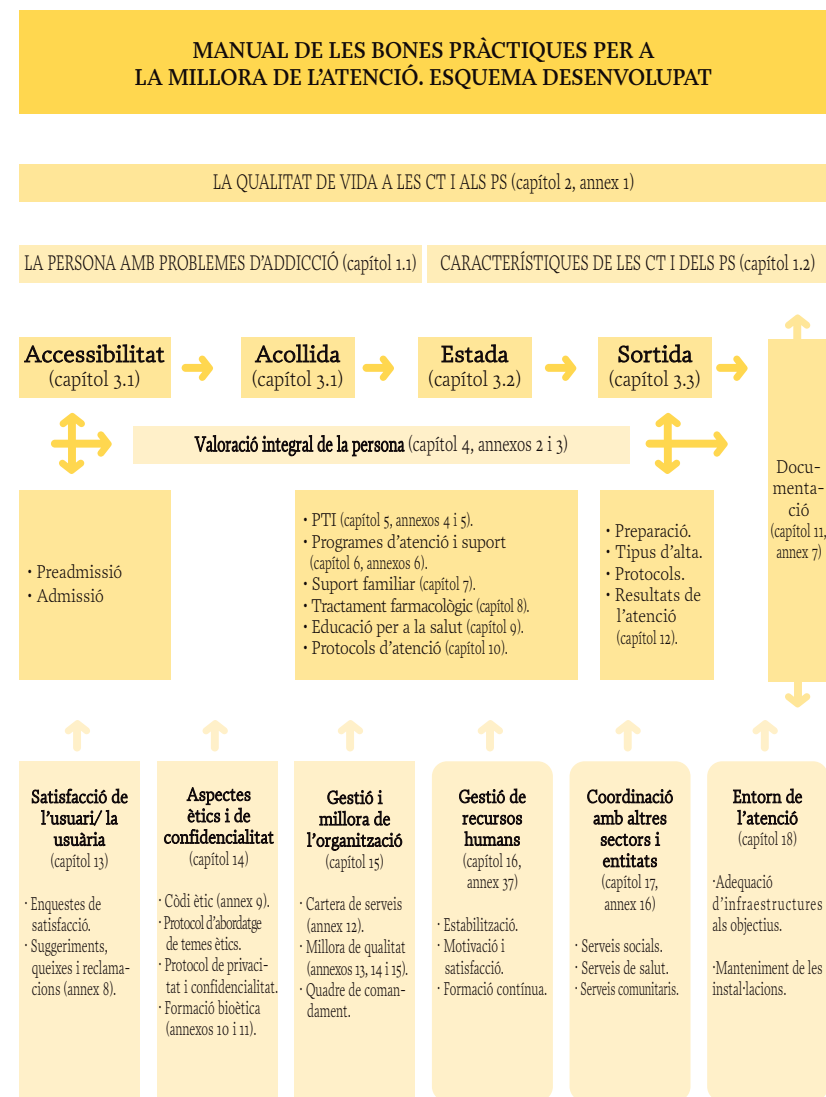 MANUAL DE LES BONES PRÀCTIQUES PER A
LA MILLORA DE L'ATENCIÓ. ESQUEMA DESENVOLUPAT
LA QUALITAT DE VIDA A LES CT I ALS PS (capítol 2, annex 1)
LA PERSONA AMB PROBLEMES D'ADDICCIÓ (capítol 1.1)
CARACTERÍSTIQUES DE LES CT I DELS PS (capítol 1.2)
Accessibilitat
(capítol 3.1)
Acollida
(capítol 3.1)
Estada
(capítol 3.2)
Sortida
(capítol 3.3)
Valoració integral de la persona (capítol 4, annexos 2 i 3)
Docu-
menta-
ció
(capítol 11,
annex 7)
• Preadmissió
• Admissió
• PTI (capítol 5, annexos 4 i 5).
• Programes d'atenció i suport
(capítol 6, annexos 6).
• Suport familiar (capítol 7).
• Tractament farmacològic (capítol 8).
• Educació per a la salut (capítol 9).
• Protocols d'atenció (capítol 10).
• Preparació.
• Tipus d'alta.
• Protocols.
• Resultats de
l'atenció
(capítol 12).
Satisfacció de
l'usuari/ la
usuària
(capítol 13)
· Enquestes de
satisfacció.
· Suggeriments,
queixes i reclama-
cions (annex 8).
Aspectes
ètics i de
confidencialitat
(capítol 14)
· Còdi ètic (annex 9).
· Protocol d'abordatge
de temes ètics.
· Protocol de privaci-
tat i confidencialitat.
· Formació bioètica
(annexos 10 i 11).
Gestió i
millora de
l'organització
(capítol 15)
· Cartera de serveis
(annex 12).
· Millora de qualitat
(annexos 13, 14 i 15).
· Quadre de coman-
dament.
Gestió de
recursos
humans
(capítol 16,
annex 37)
· Estabilització.
· Motivació i
satisfacció.
· Formació contínua.
Coordinació
amb altres
sectors i
entitats
(capítol 17,
annex 16)
· Serveis socials.
· Serveis de salut.
· Serveis comunitaris.
Entorn de
l'atenció
(capítol 18)
·Adequació
d'infraestructures
als objectius.
·Manteniment de les
instal·lacions.